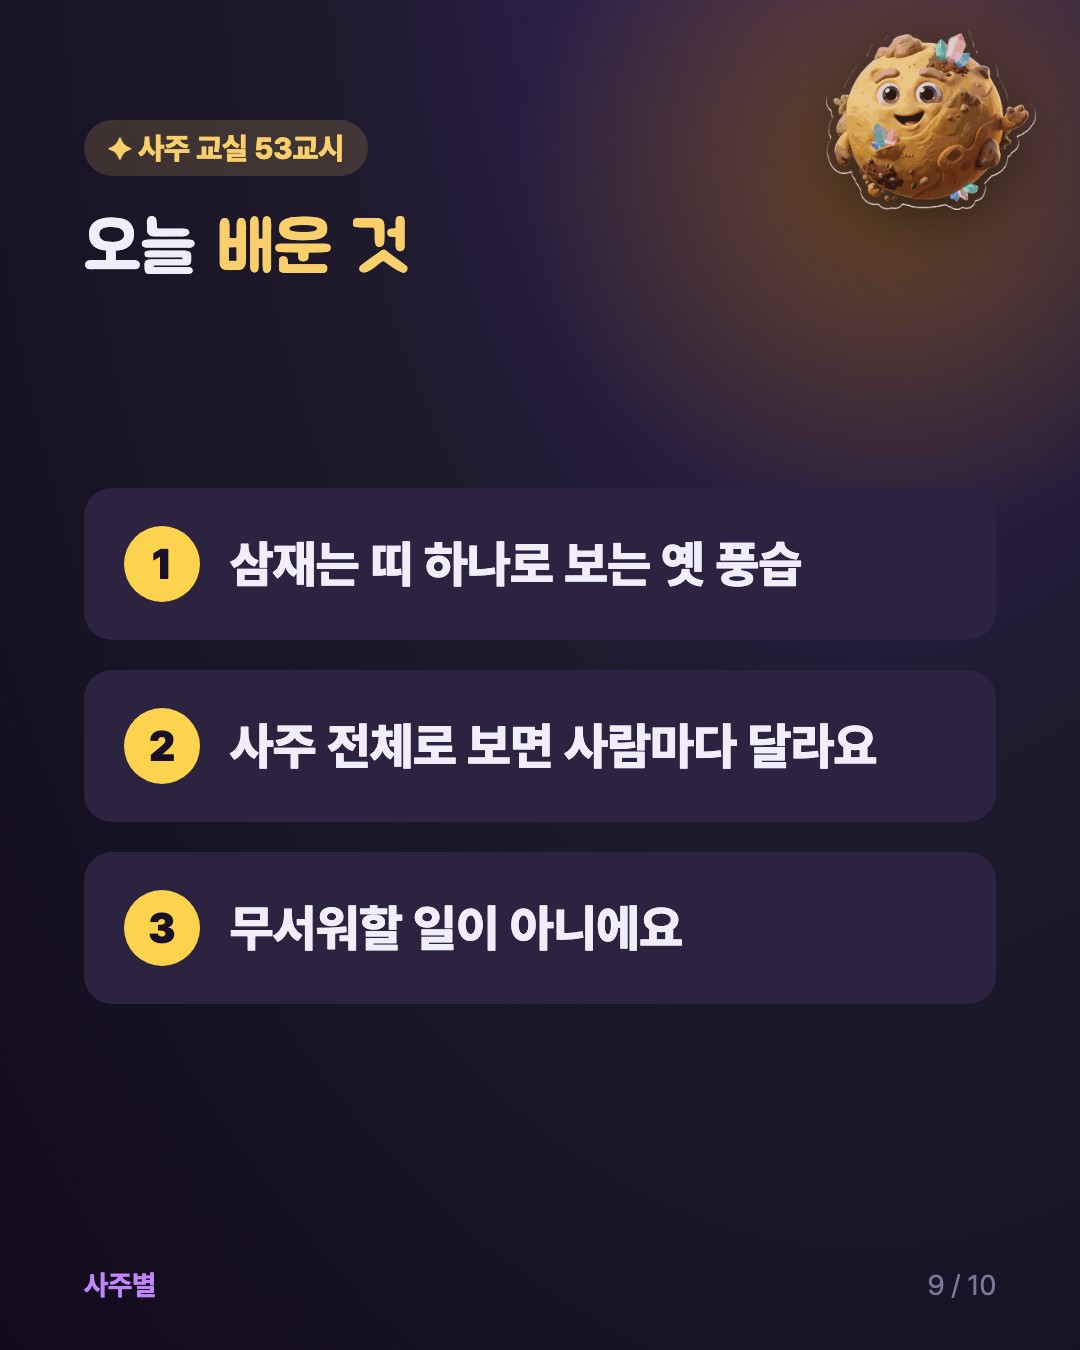 ✦ 사주 교실 53교시
오늘 배운 것
1 삼재는 띠 하나로 보는 옛 풍습
2 사주 전체로 보면 사람마다 달라요
3 무서워할 일이 아니에요
사주별
9 / 10